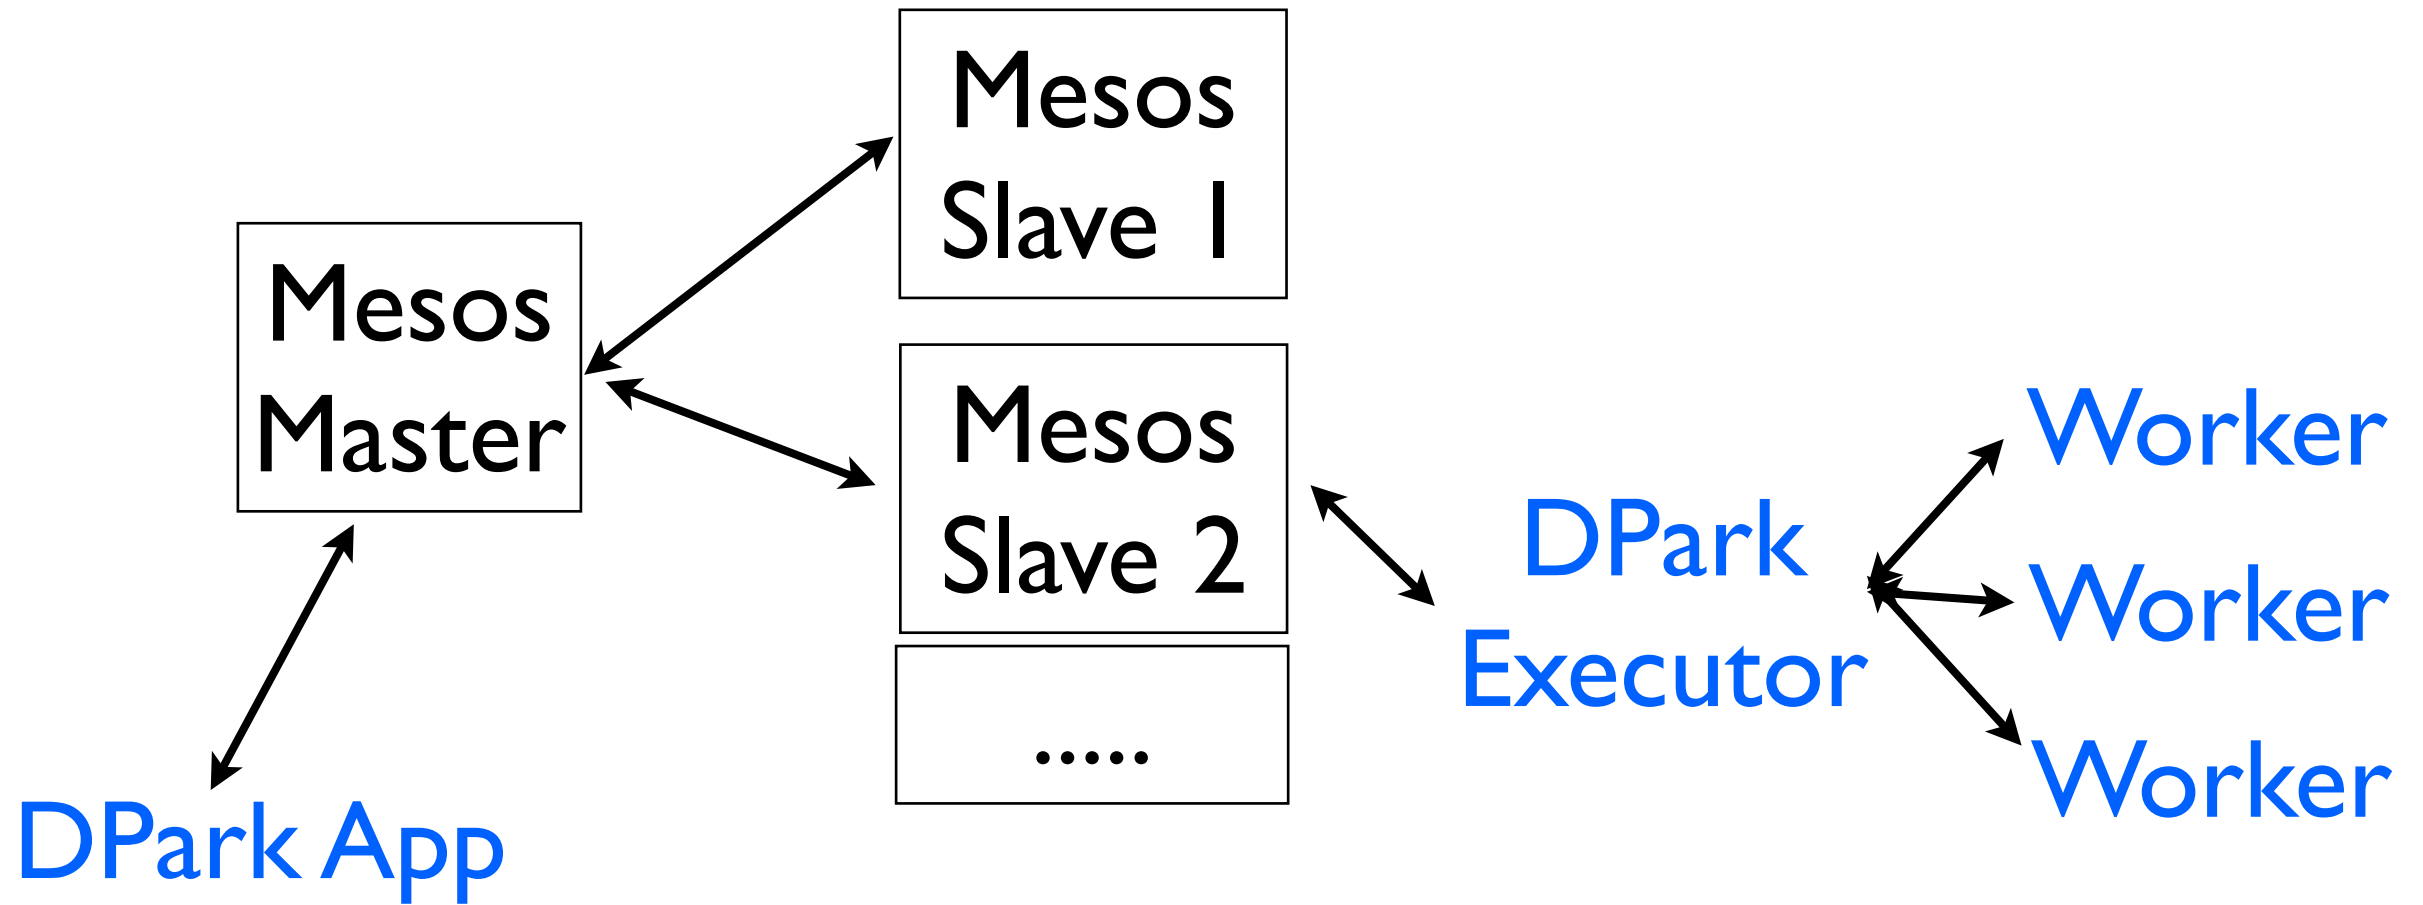 Mesos
Slave 1
Mesos
Master
Mesos
Slave 2
.....
DPark
Executor
Worker
Worker
Worker
DPark App